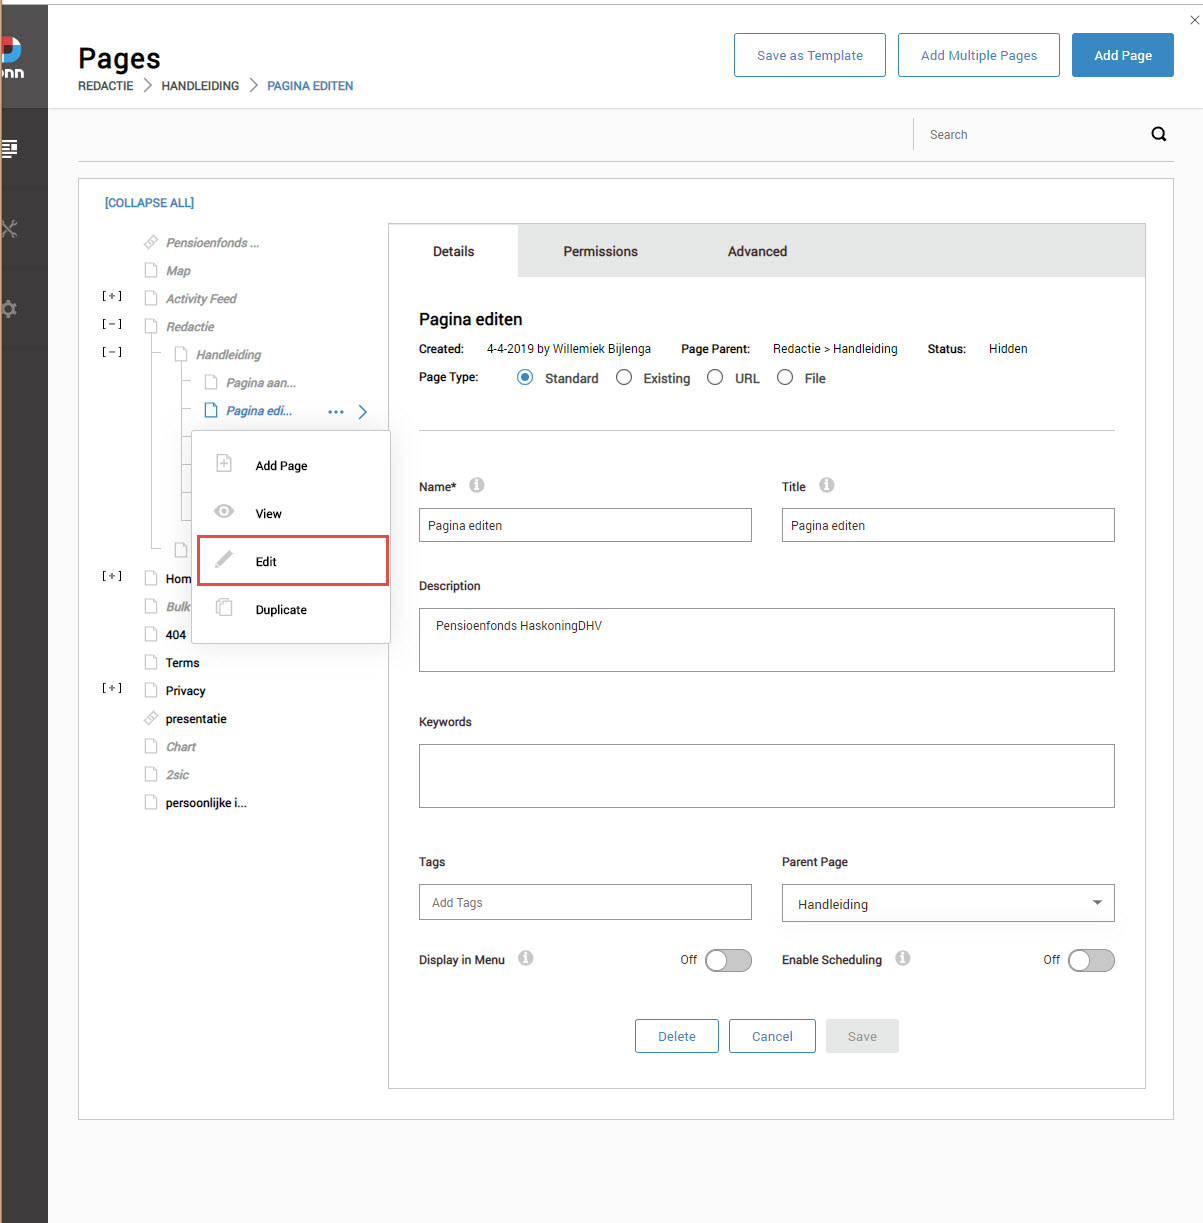 Pages
REDACTIE > HANDLEIDING > PAGINA EDITEN
Save as Template
Add Multiple Pages
Add Page
Search
[COLLAPSE ALL]
Pensioenfonds ...
Map
[+] Activity Feed
[-] Redactie
[-] Handleiding
Pagina aan...
Pagina edi... ...
Add Page
View
Edit
Duplicate
[+] Hom
Bulk
404
Terms
[+] Privacy
presentatie
Chart
2sic
persoonlijke i...
Details
Permissions
Advanced
Pagina editen
Created: 4-4-2019 by Willemiek Bijlenga Page Parent: Redactie > Handleiding Status: Hidden
Page Type: Standard Existing URL File
Name* Title
Pagina editen Pagina editen
Description
Pensioenfonds HaskoningDHV
Keywords
Tags Parent Page
Add Tags Handleiding
Display in Menu Off Enable Scheduling Off
Delete Cancel Save